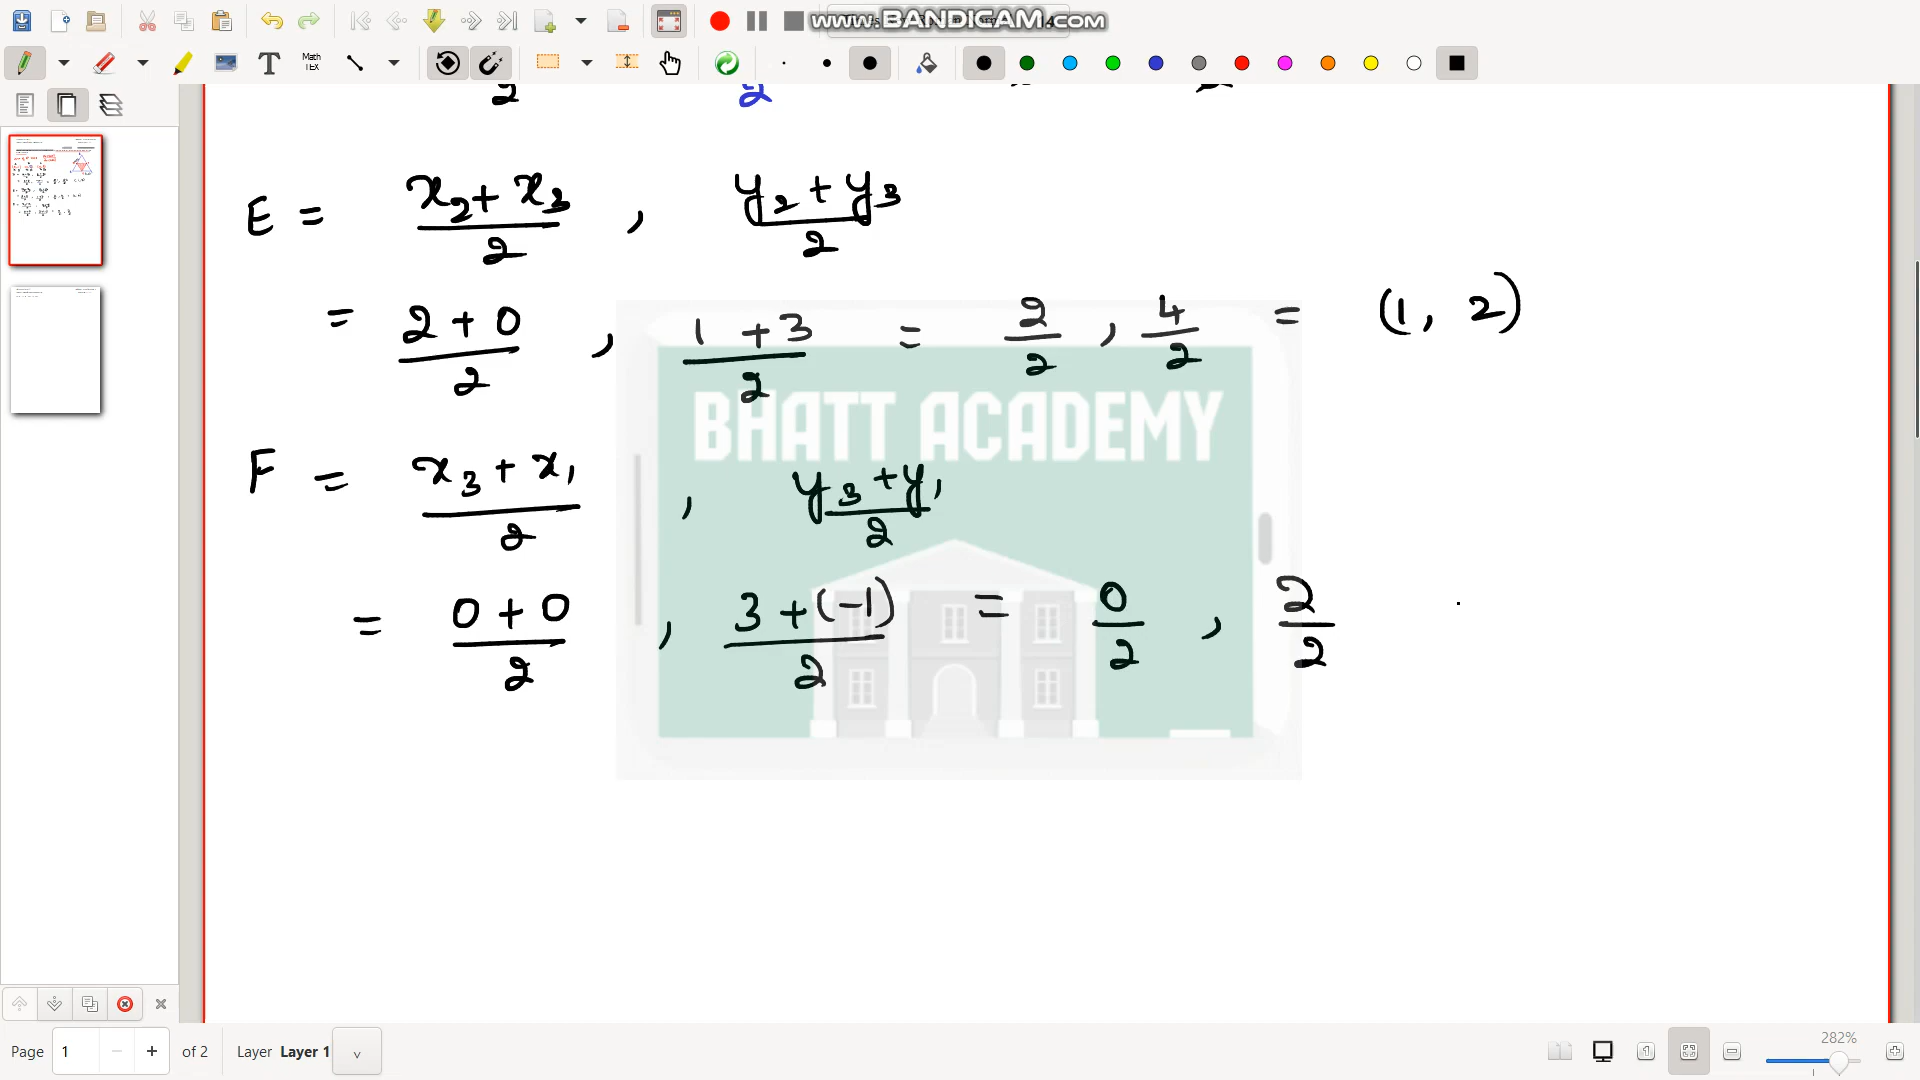 www.BANDICAM.com
Math
TEX
2 2
E = x₂ + x₃ / 2 , y₂ + y₃ / 2
= 2 + 0 / 2 , 1 + 3 / 2 = 2/2 , 4/2 = (1, 2)
BHATT ACADEMY
F = x₃ + x₁ / 2 , y₃ + y₁ / 2
= 0 + 0 / 2 , 3 + (-1) / 2 = 0/2 , 2/2
282%
Page 1 of 2 Layer Layer 1